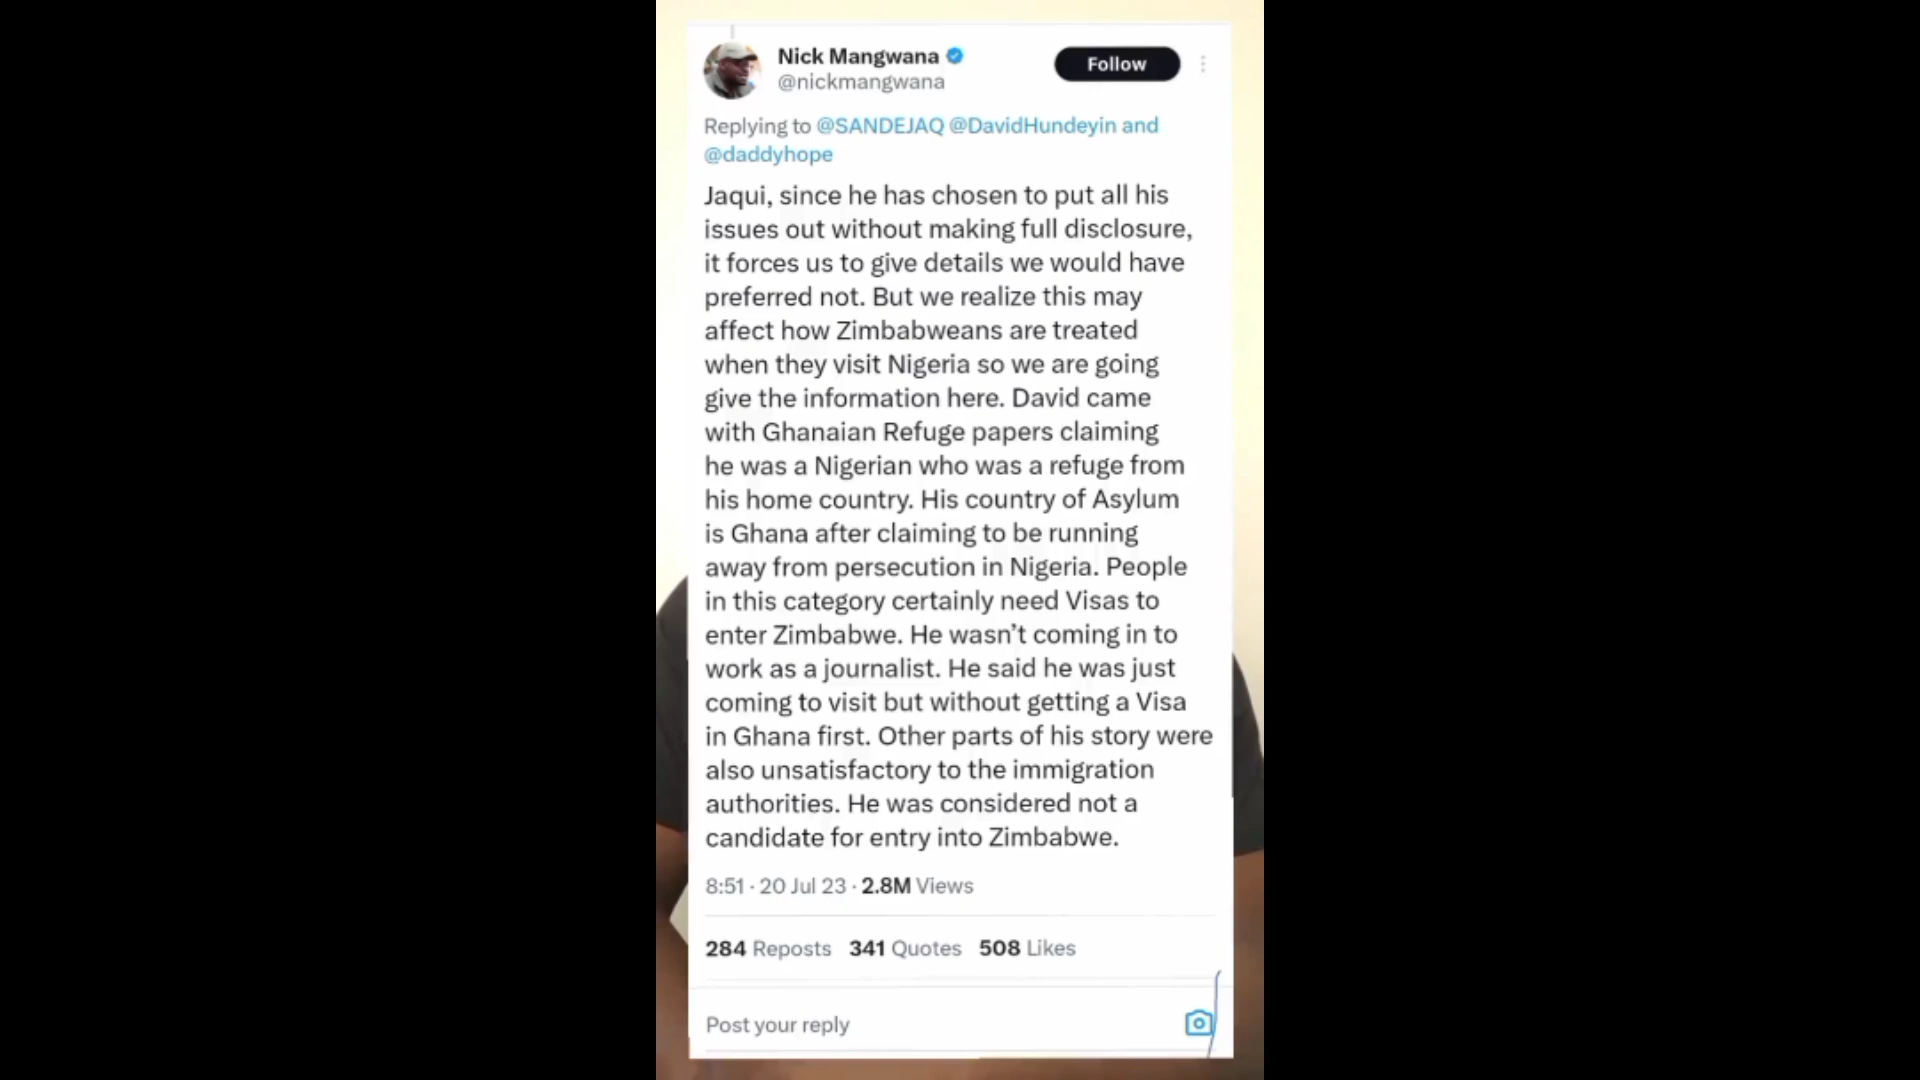 Nick Mangwana
@nickmangwana
Follow
Replying to @SANDEJAQ @DavidHundeyin and
@daddyhope
Jaqui, since he has chosen to put all his
issues out without making full disclosure,
it forces us to give details we would have
preferred not. But we realize this may
affect how Zimbabweans are treated
when they visit Nigeria so we are going
give the information here. David came
with Ghanaian Refuge papers claiming
he was a Nigerian who was a refuge from
his home country. His country of Asylum
is Ghana after claiming to be running
away from persecution in Nigeria. People
in this category certainly need Visas to
enter Zimbabwe. He wasn’t coming in to
work as a journalist. He said he was just
coming to visit but without getting a Visa
in Ghana first. Other parts of his story were
also unsatisfactory to the immigration
authorities. He was considered not a
candidate for entry into Zimbabwe.
8:51 · 20 Jul 23 · 2.8M Views
284 Reposts 341 Quotes 508 Likes
Post your reply